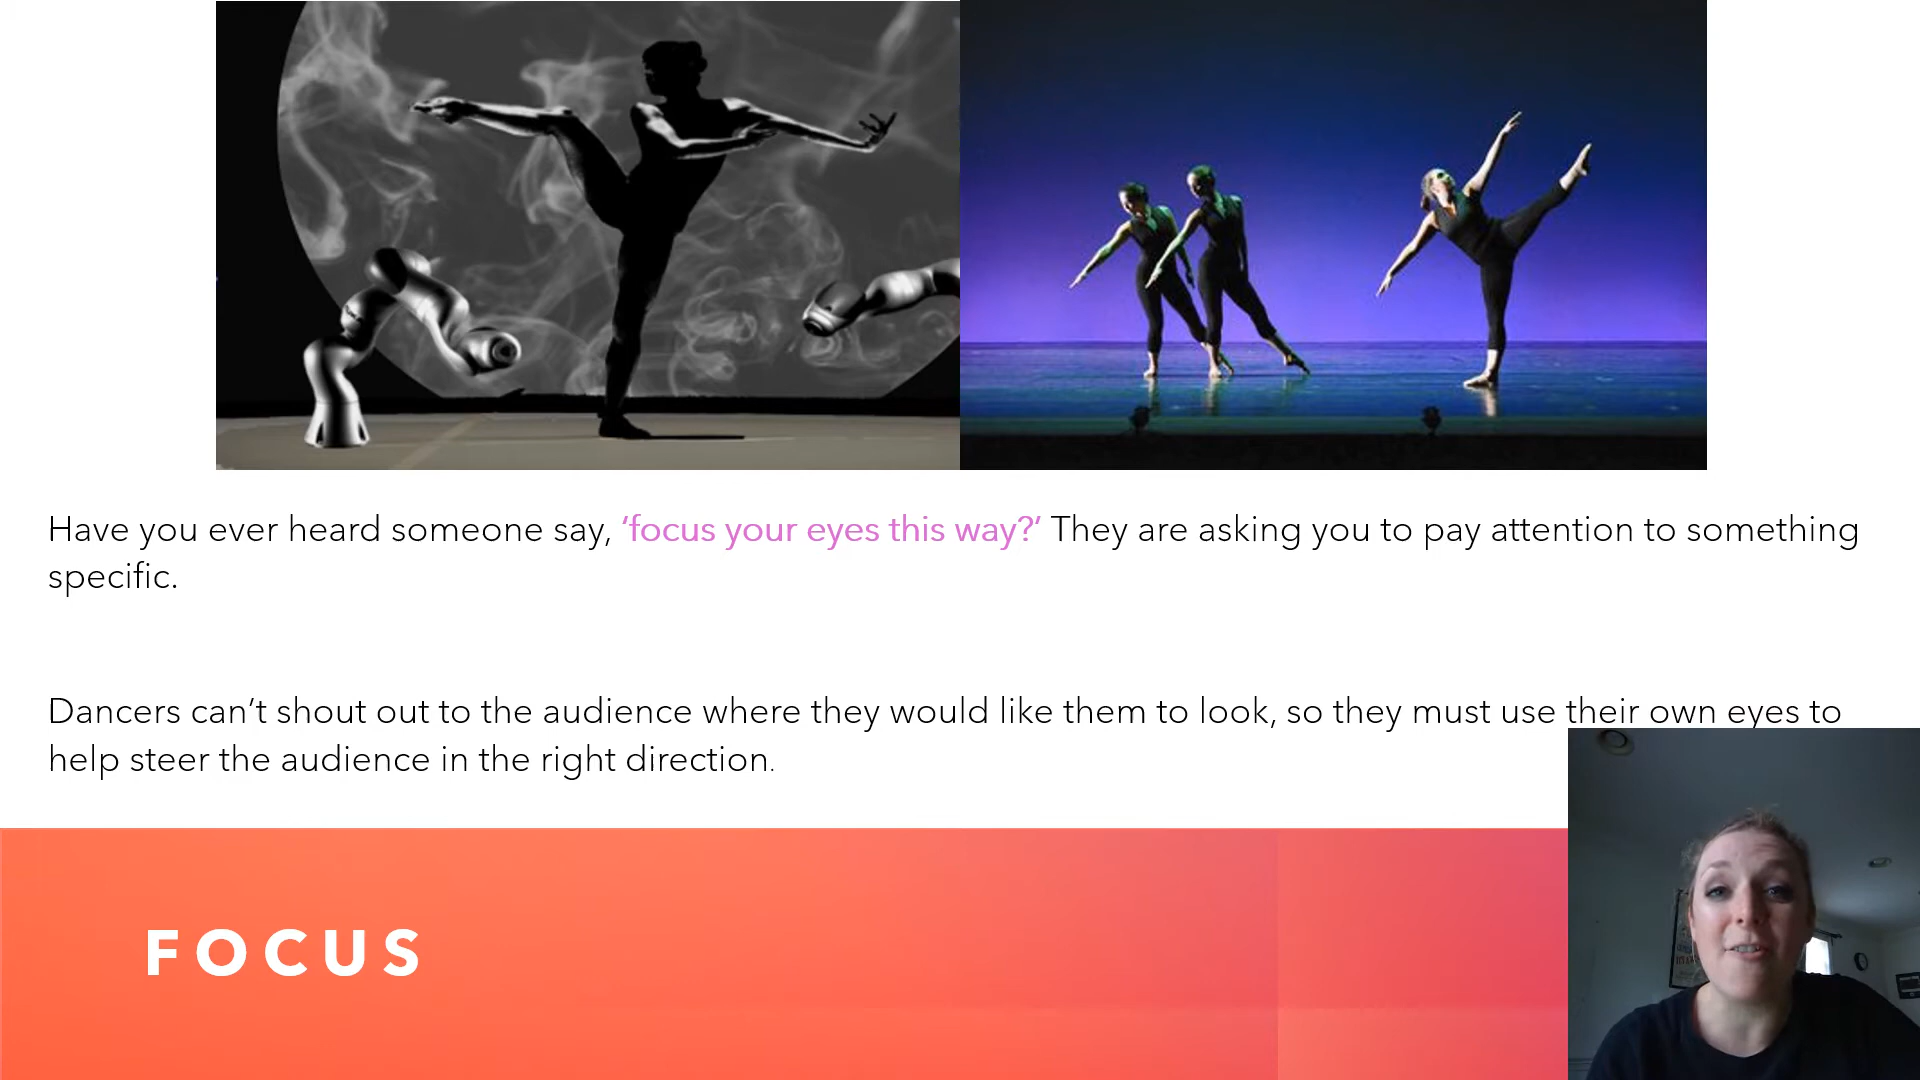 Have you ever heard someone say, ‘focus your eyes this way?’ They are asking you to pay attention to something
specific.
Dancers can’t shout out to the audience where they would like them to look, so they must use their own eyes to
help steer the audience in the right direction.
FOCUS